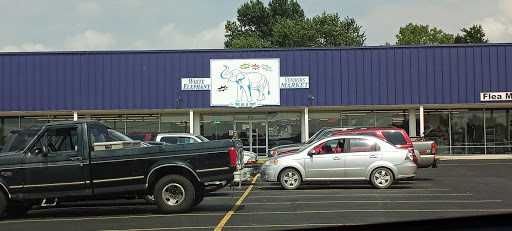 WHITE
ELEPHANT
VENDORS
MARKET
Flea M